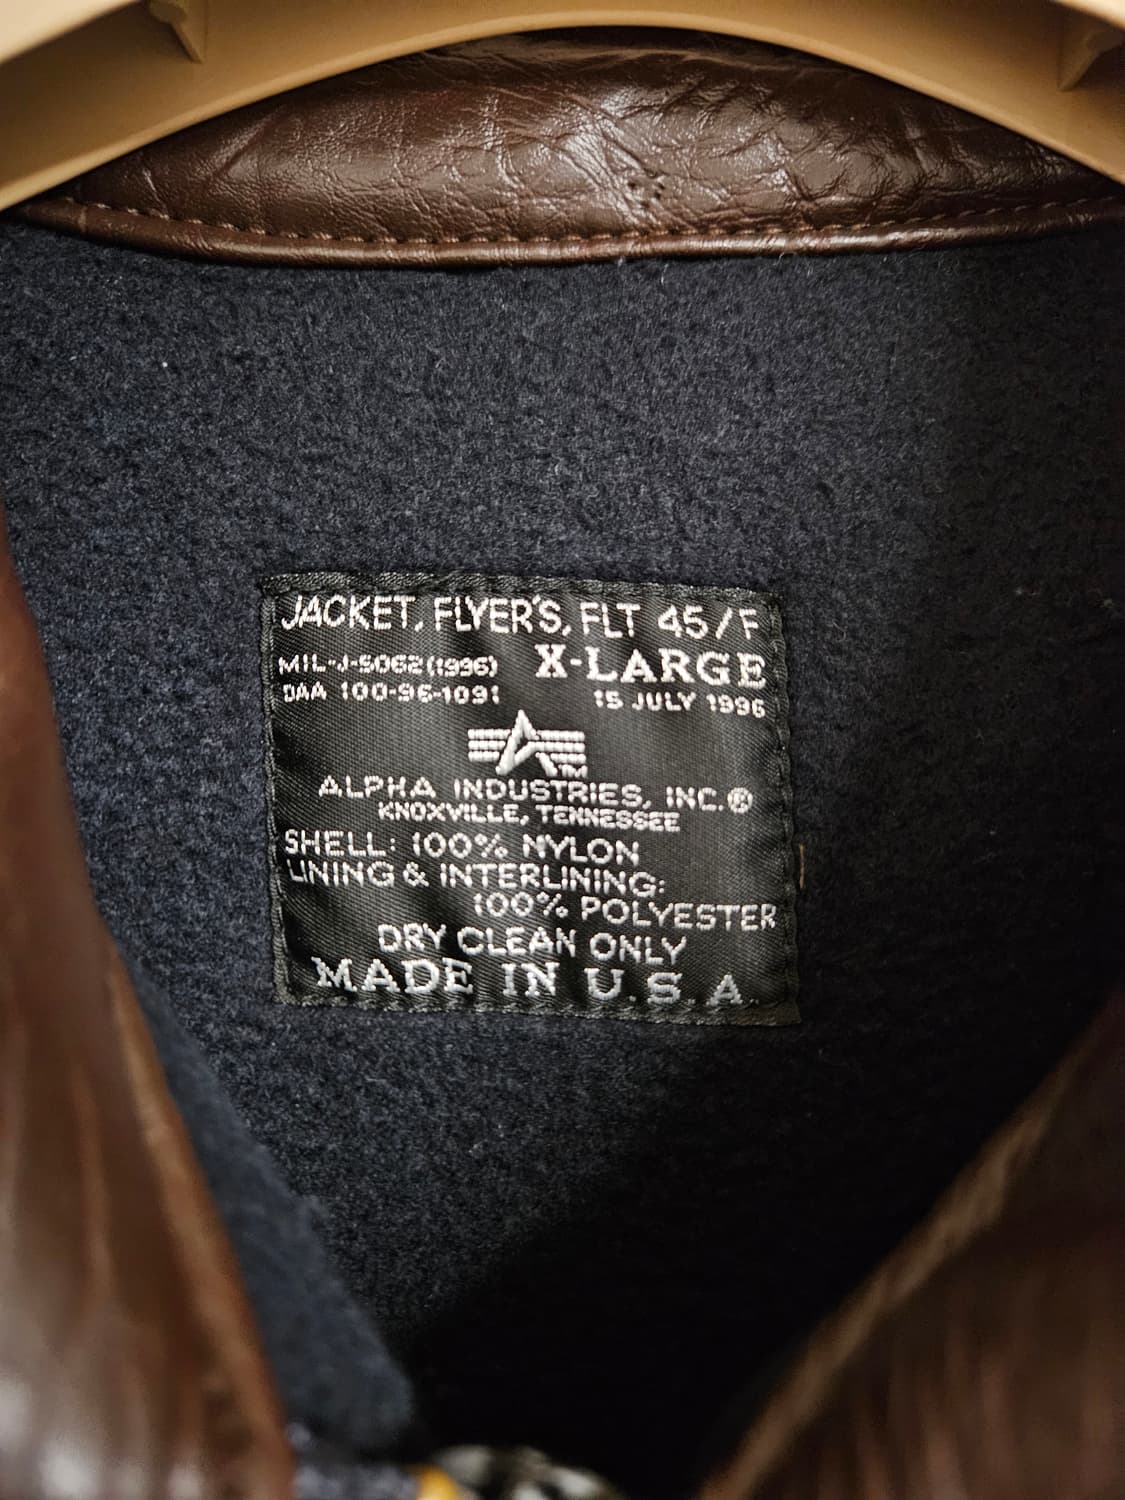 JACKET, FLYER'S, FLT 45/F
MIL-J-5062(1996) X-LARGE
DAA 100-96-1091 15 JULY 1996
A™
ALPHA INDUSTRIES, INC.®
KNOXVILLE, TENNESSEE
SHELL: 100% NYLON
LINING & INTERLINING:
100% POLYESTER
DRY CLEAN ONLY
MADE IN U.S.A.